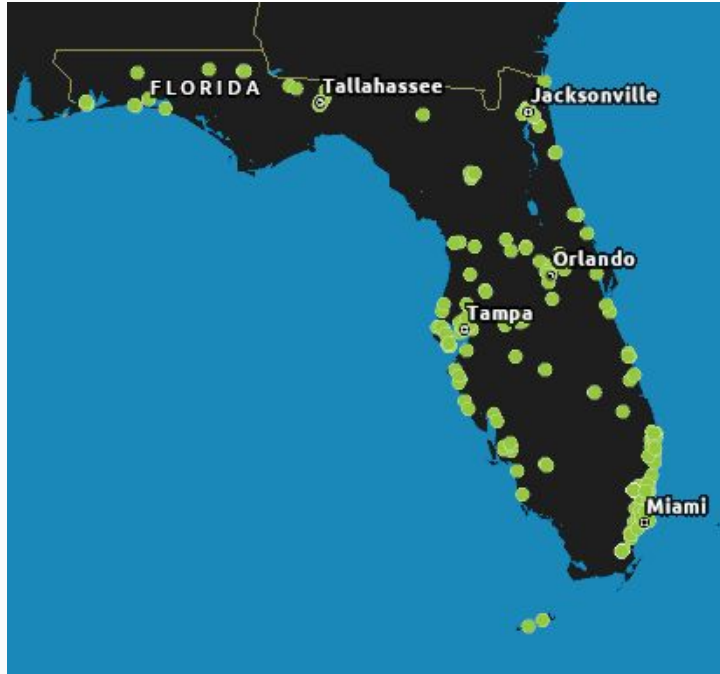 FLORIDA
Tallahassee
Jacksonville
Orlando
Tampa
Miami